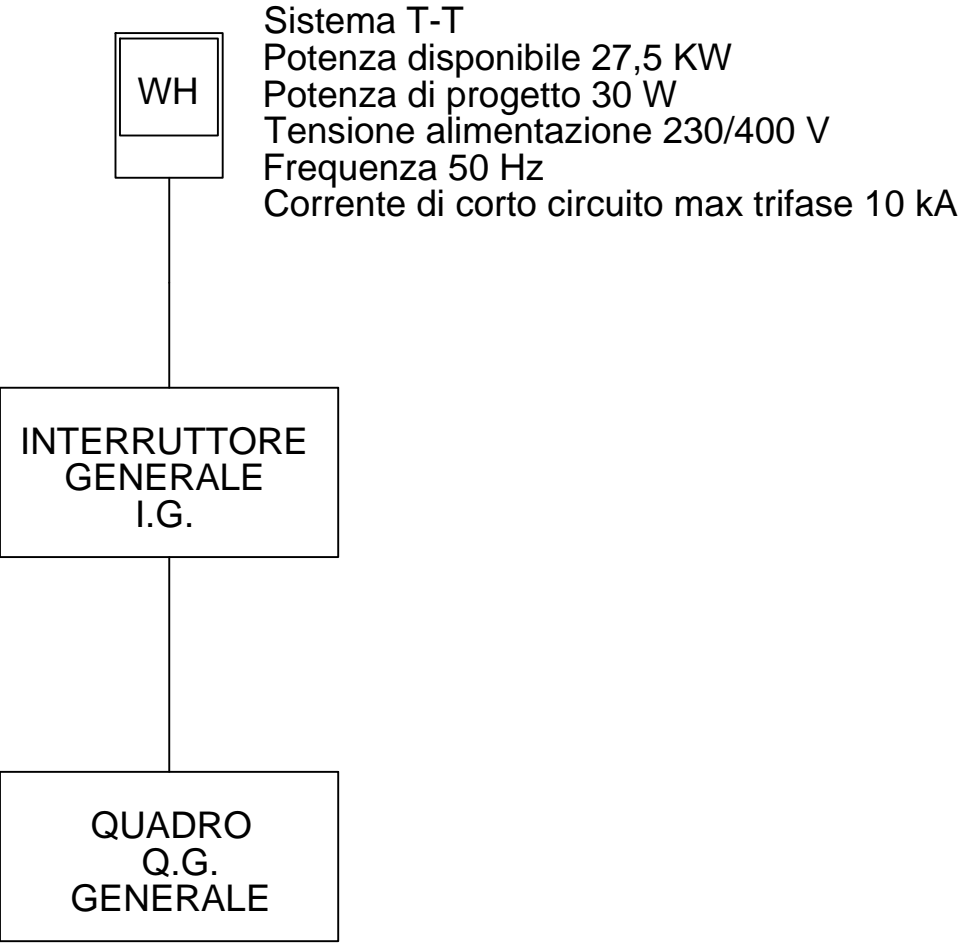 WH
Sistema T-T
Potenza disponibile 27,5 KW
Potenza di progetto 30 W
Tensione alimentazione 230/400 V
Frequenza 50 Hz
Corrente di corto circuito max trifase 10 kA
INTERRUTTORE
GENERALE
I.G.
QUADRO
Q.G.
GENERALE